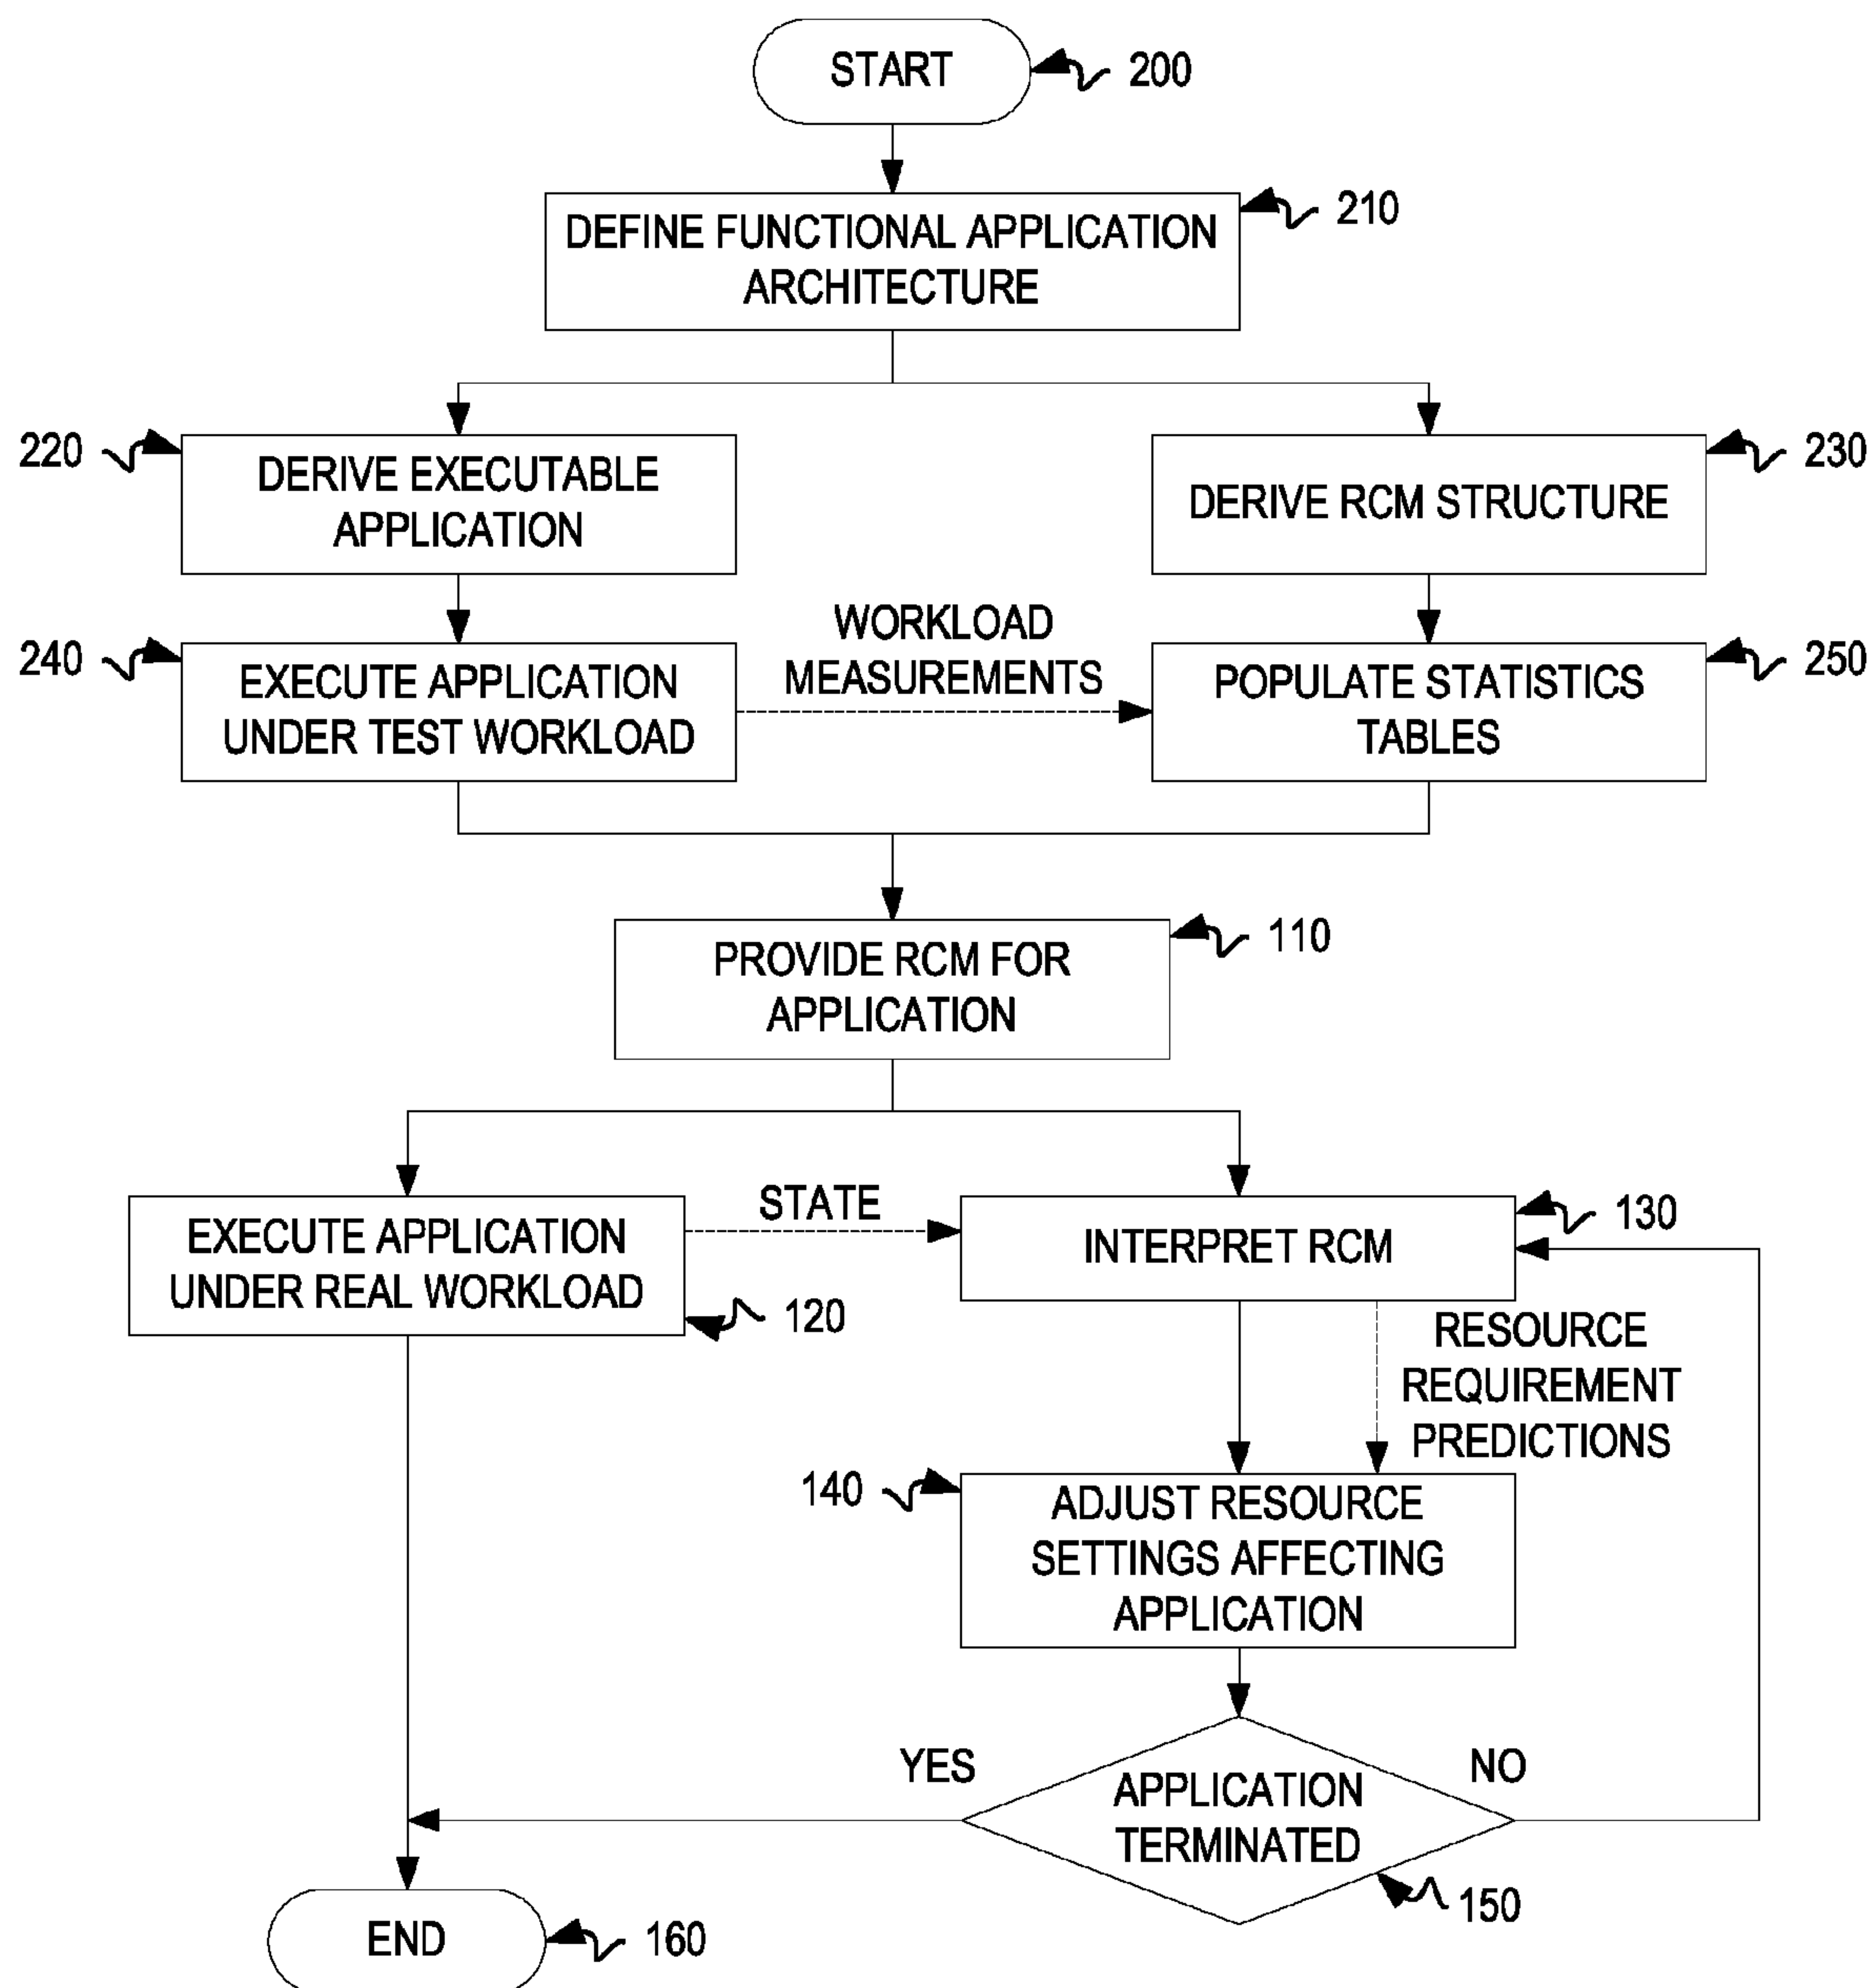 START
200
DEFINE FUNCTIONAL APPLICATION
ARCHITECTURE
210
220
DERIVE EXECUTABLE
APPLICATION
DERIVE RCM STRUCTURE
230
240
EXECUTE APPLICATION
UNDER TEST WORKLOAD
WORKLOAD
MEASUREMENTS
POPULATE STATISTICS
TABLES
250
PROVIDE RCM FOR
APPLICATION
110
EXECUTE APPLICATION
UNDER REAL WORKLOAD
120
STATE
INTERPRET RCM
130
RESOURCE
REQUIREMENT
PREDICTIONS
140
ADJUST RESOURCE
SETTINGS AFFECTING
APPLICATION
YES
APPLICATION
TERMINATED
NO
150
END
160